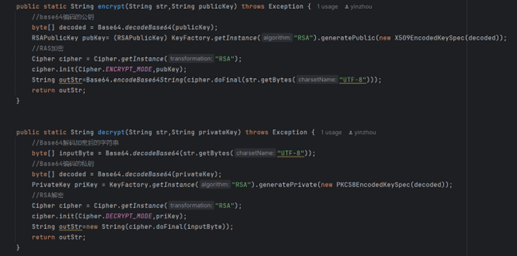 public static String encrypt(String str,String publicKey) throws Exception { 1 usage yinzhou
//base64编码的公钥
byte[] decoded = Base64.decodeBase64(publicKey);
RSAPublicKey pubKey= (RSAPublicKey) KeyFactory.getInstance( algorithm: "RSA").generatePublic(new X509EncodedKeySpec(decoded));
//RAS加密
Cipher cipher = Cipher.getInstance( transformation: "RSA");
cipher.init(Cipher.ENCRYPT_MODE,pubKey);
String outStr=Base64.encodeBase64String(cipher.doFinal(str.getBytes( charsetName: "UTF-8")));
return outStr;
}
public static String decrypt(String str,String privateKey) throws Exception { 1 usage yinzhou
//Base64解码加密后的字符串
byte[] inputByte = Base64.decodeBase64(str.getBytes( charsetName: "UTF-8"));
//Base64编码的私钥
byte[] decoded = Base64.decodeBase64(privateKey);
PrivateKey priKey = KeyFactory.getInstance( algorithm: "RSA").generatePrivate(new PKCS8EncodedKeySpec(decoded));
//RSA解密
Cipher cipher = Cipher.getInstance( transformation: "RSA");
cipher.init(Cipher.DECRYPT_MODE,priKey);
String outStr=new String(cipher.doFinal(inputByte));
return outStr;
}